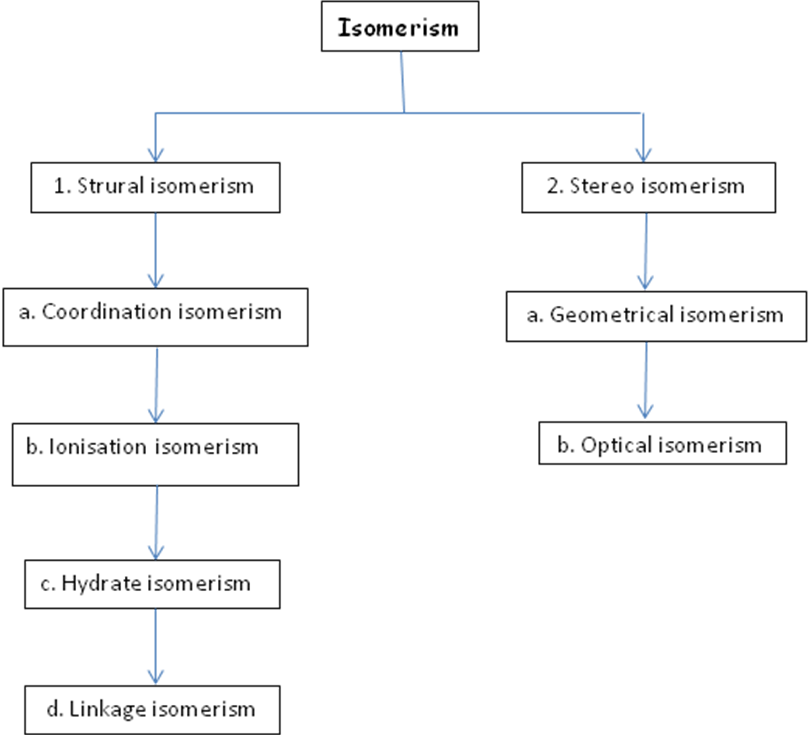 Isomerism
1. Strural isomerism
2. Stereo isomerism
a. Coordination isomerism
a. Geometrical isomerism
b. Ionisation isomerism
b. Optical isomerism
c. Hydrate isomerism
d. Linkage isomerism